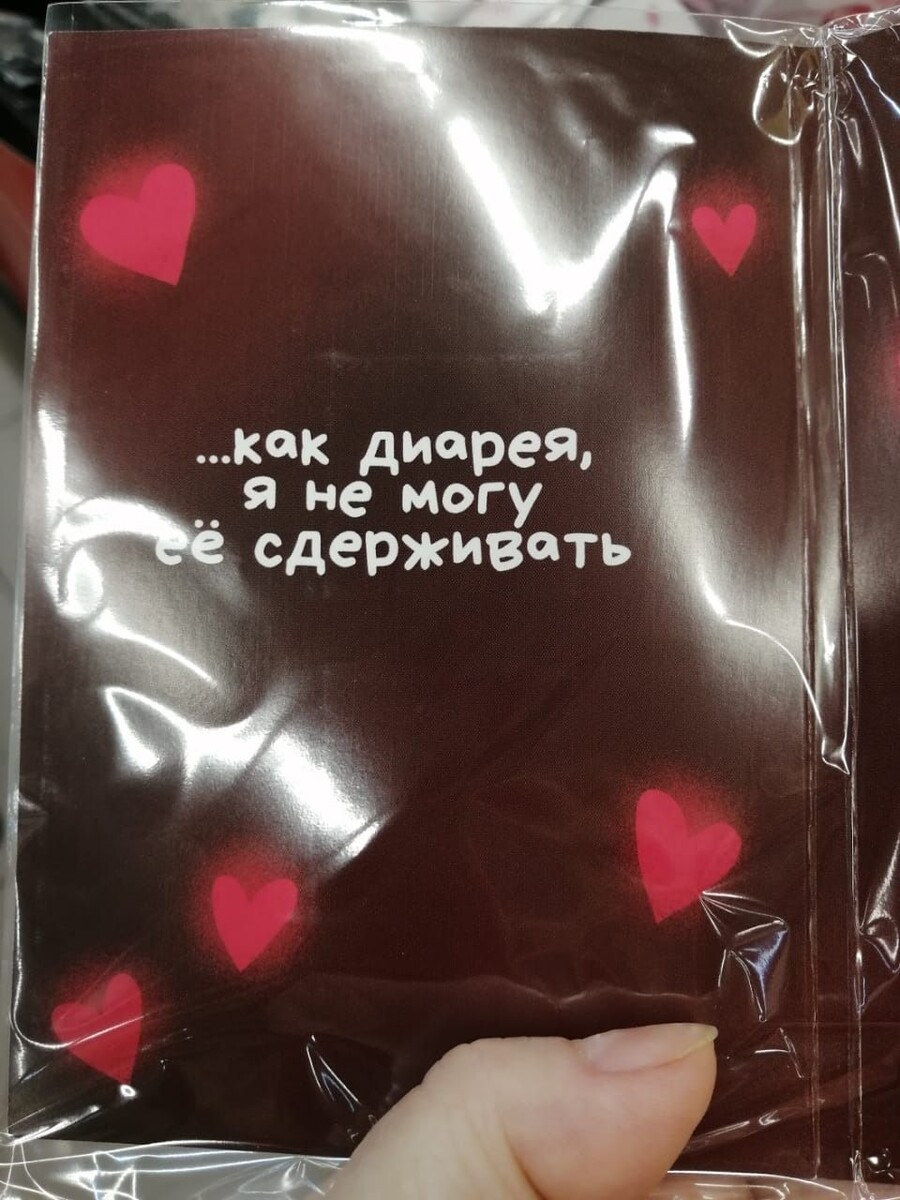 ...как диарея,
я не могу
её сдерживать